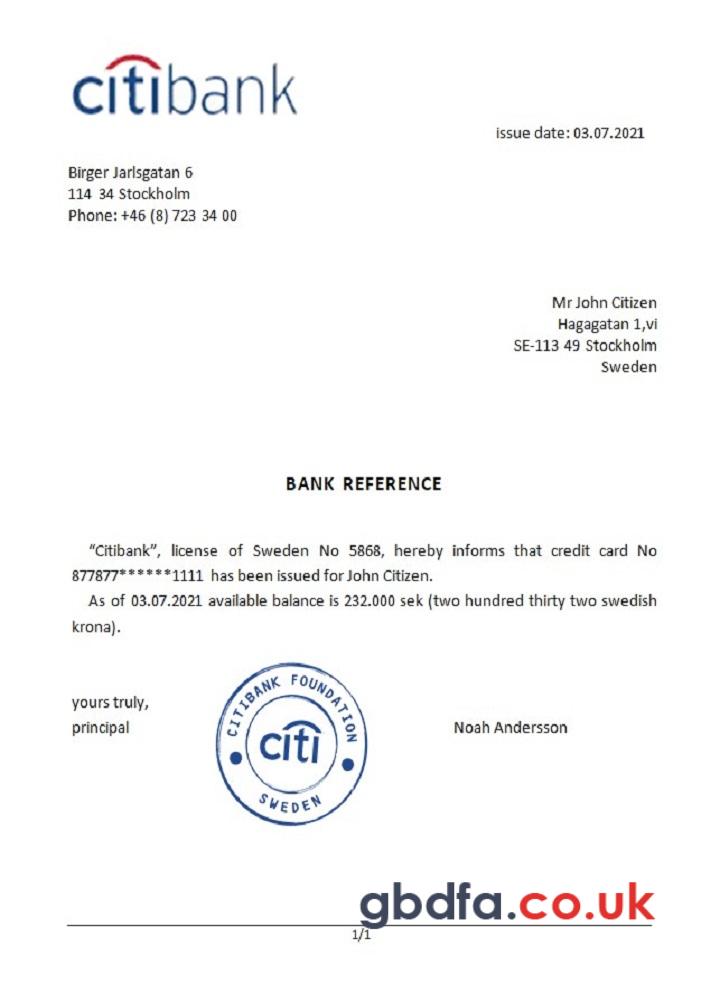 citibank
issue date: 03.07.2021
Birger Jarlsgatan 6
114 34 Stockholm
Phone: +46 (8) 723 34 00
Mr John Citizen
Hagagatan 1,vi
SE-113 49 Stockholm
Sweden
BANK REFERENCE
“Citibank”, license of Sweden No 5868, hereby informs that credit card No
877877******1111 has been issued for John Citizen.
As of 03.07.2021 available balance is 232.000 sek (two hundred thirty two swedish
krona).
yours truly,
principal
CITIBANK FOUNDATION
citi
SWEDEN
Noah Andersson
gbdfa.co.uk
1/1